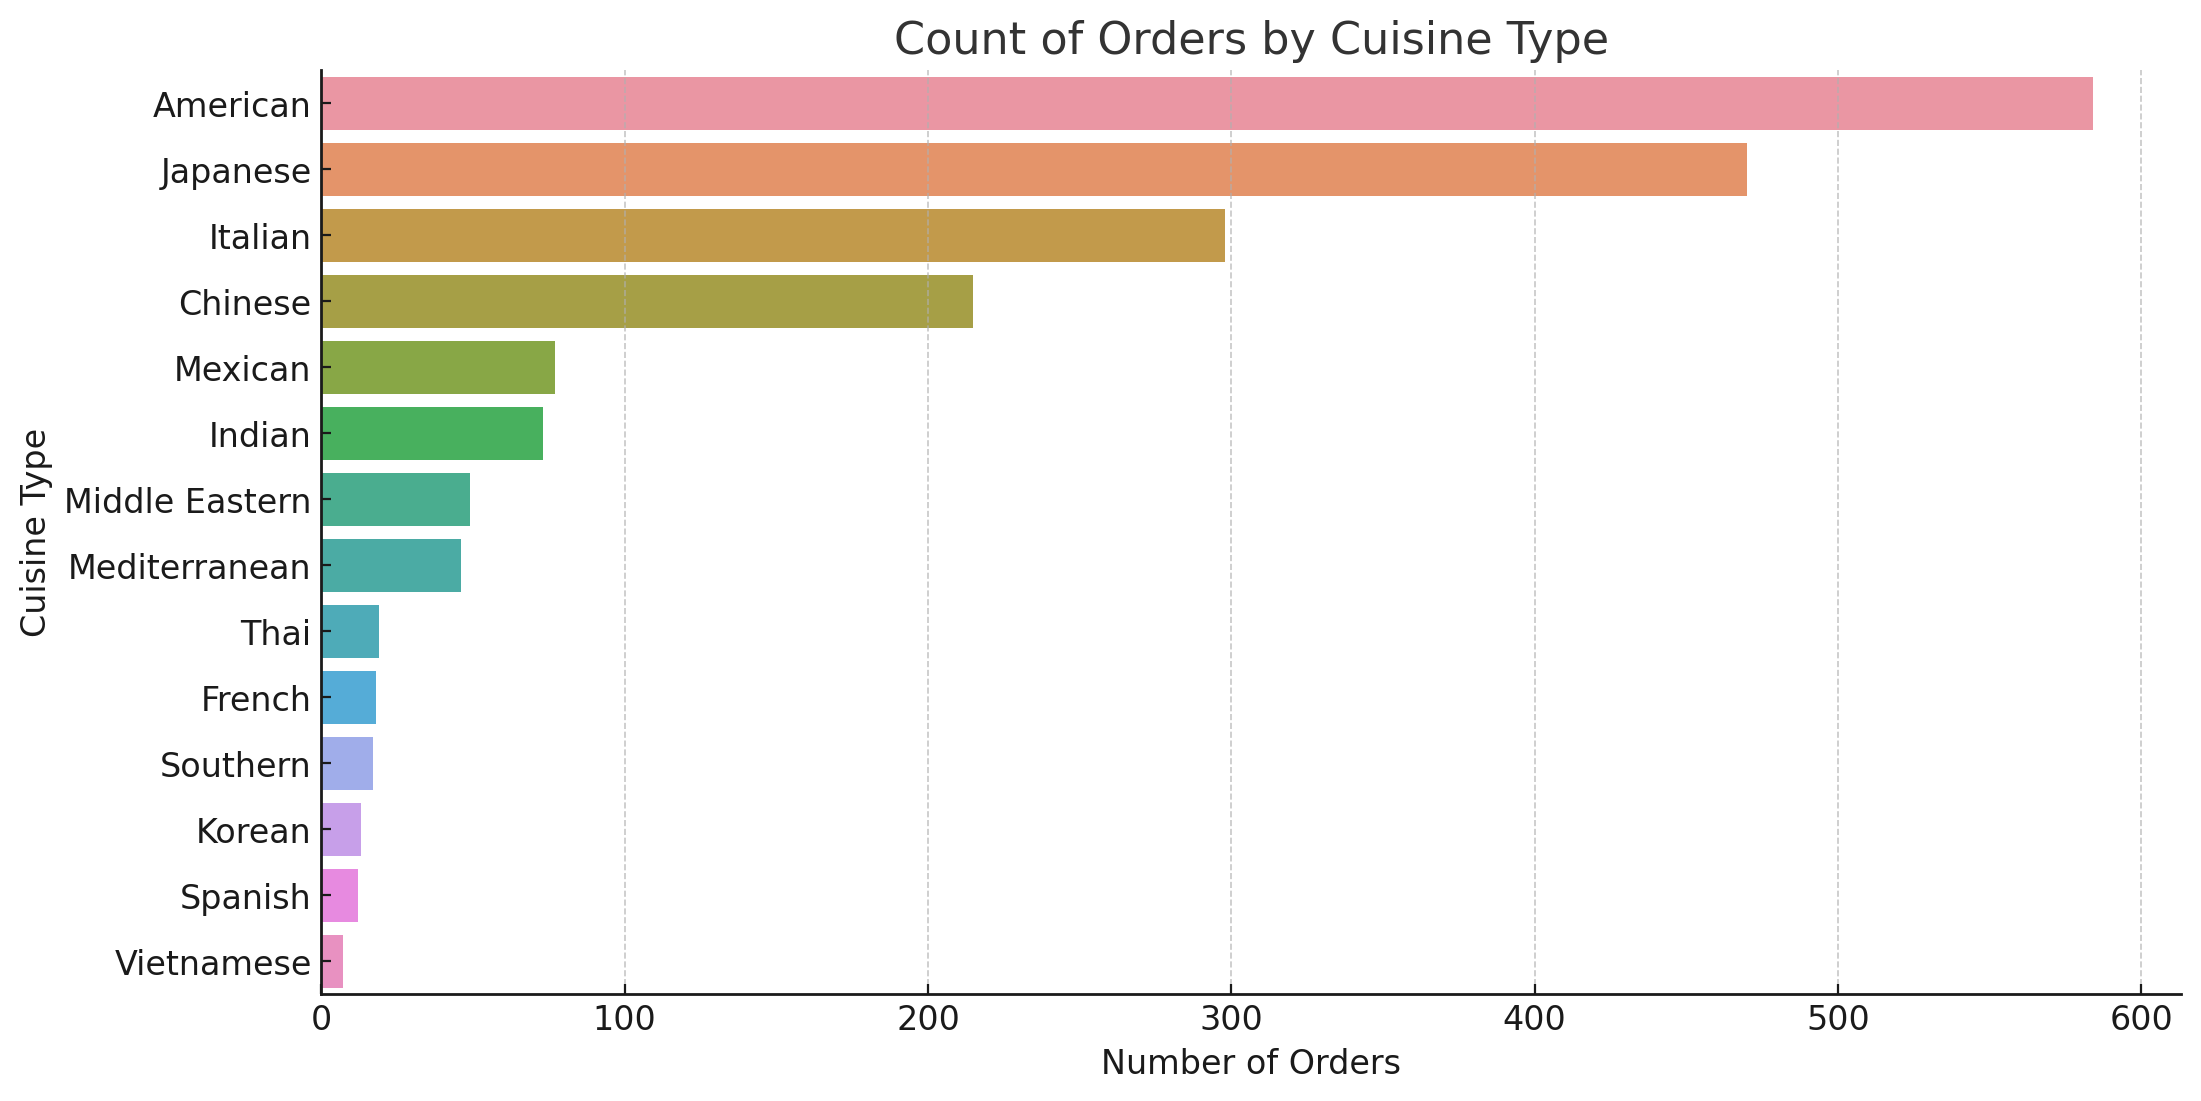 Count of Orders by Cuisine Type
Cuisine Type
American
Japanese
Italian
Chinese
Mexican
Indian
Middle Eastern
Mediterranean
Thai
French
Southern
Korean
Spanish
Vietnamese
0 100 200 300 400 500 600
Number of Orders